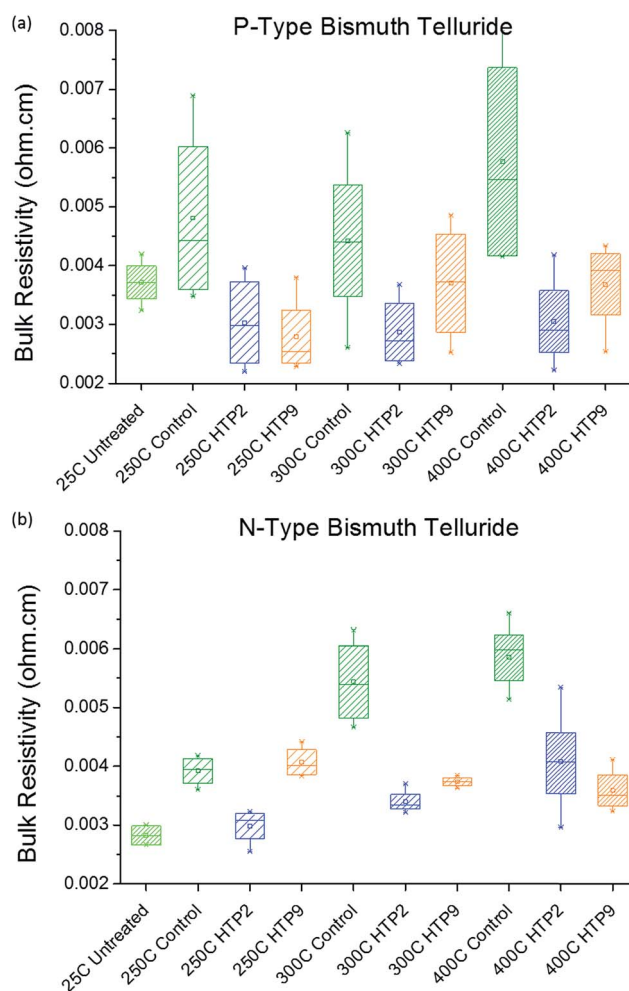 (a)
P-Type Bismuth Telluride
Bulk Resistivity (ohm.cm)
0.008
0.007
0.006
0.005
0.004
0.003
0.002
25C Untreated
250C Control
250C HTP2
250C HTP9
300C Control
300C HTP2
300C HTP9
400C Control
400C HTP2
400C HTP9
(b)
N-Type Bismuth Telluride
Bulk Resistivity (ohm.cm)
0.008
0.007
0.006
0.005
0.004
0.003
0.002
25C Untreated
250C Control
250C HTP2
250C HTP9
300C Control
300C HTP2
300C HTP9
400C Control
400C HTP2
400C HTP9